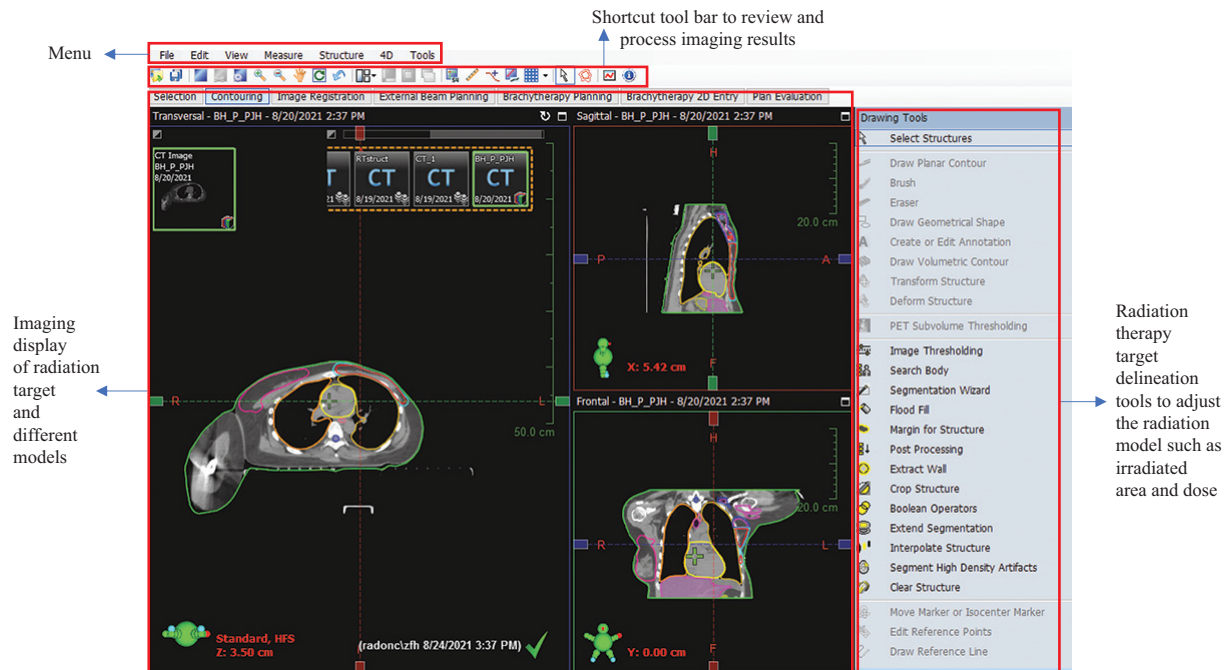 Shortcut tool bar to review and
process imaging results
Menu
File Edit View Measure Structure 4D Tools
Selection Contouring Image Registration External Beam Planning Brachytherapy Planning Brachytherapy 2D Entry Plan Evaluation
Transversal - BH_P_PJH - 8/20/2021 2:37 PM
Sagittal - BH_P_PJH - 8/20/2021 2:37 PM
Drawing Tools
Select Structures
Draw Planar Contour
Brush
Eraser
Draw Geometrical Shape
Create or Edit Annotation
Draw Volumetric Contour
Transform Structure
Deform Structure
PET Subvolume Thresholding
Image Thresholding
Search Body
Segmentation Wizard
Flood Fill
Margin for Structure
Post Processing
Extract Wall
Crop Structure
Boolean Operators
Extend Segmentation
Interpolate Structure
Segment High Density Artifacts
Clear Structure
Move Marker or Isocenter Marker
Edit Reference Points
Draw Reference Line
CT Image
BH_P_PJH
8/20/2021
RTstruct
CT
8/19/2021
CT_1
CT
8/19/2021
BH_P_PJH
CT
8/20/2021
R
L
50.0 cm
Standard, HFS
Z: 3.50 cm
(radonc\zfh 8/24/2021 3:37 PM)
H
20.0 cm
P
A
F
X: 5.42 cm
Frontal - BH_P_PJH - 8/20/2021 2:37 PM
H
20.0 cm
R
L
F
Y: 0.00 cm
Imaging
display
of radiation
target
and
different
models
Radiation
therapy
target
delineation
tools to adjust
the radiation
model such as
irradiated
area and dose